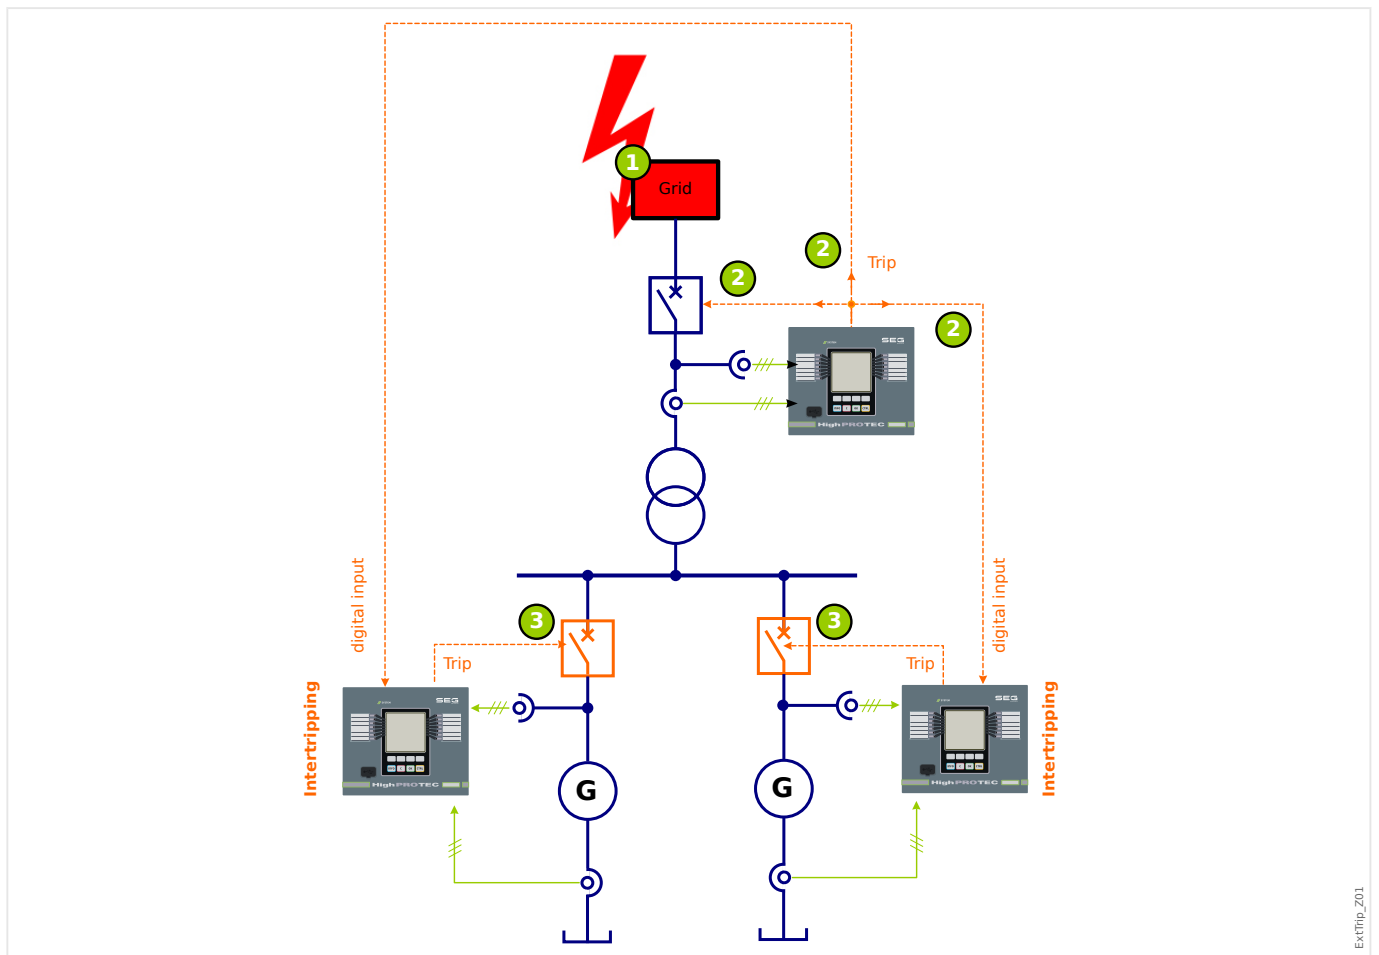 1
Grid
2
Trip
2
2
SEG
HighPROTEC
digital input
digital input
3
3
Trip
Trip
SEG
SEG
Intertripping
Intertripping
HighPROTEC
HighPROTEC
G
G
ExtTrip_Z01